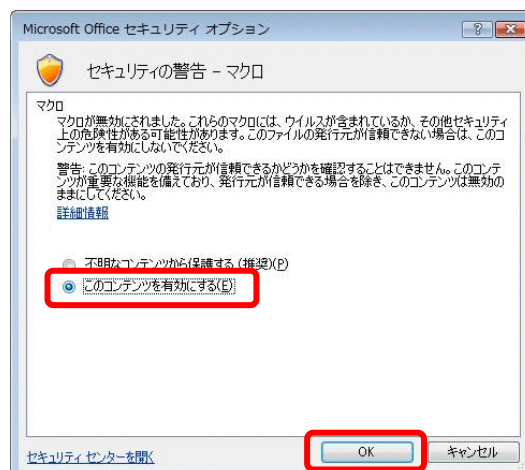 Microsoft Office セキュリティ オプション
セキュリティの警告 - マクロ
マクロ
マクロが無効にされました。これらのマクロには、ウイルスが含まれているか、その他セキュリティ
上の危険性がある可能性があります。このファイルの発行元が信頼できない場合は、このコ
ンテンツを有効にしないでください。
警告: このコンテンツの発行元が信頼できるかどうかを確認することはできません。このコンテ
ンツが重要な機能を備えており、発行元が信頼できる場合を除き、このコンテンツは無効の
ままにしてください。
詳細情報
不明なコンテンツから保護する (推奨)(P)
このコンテンツを有効にする(E)
セキュリティ センターを開く
OK
キャンセル